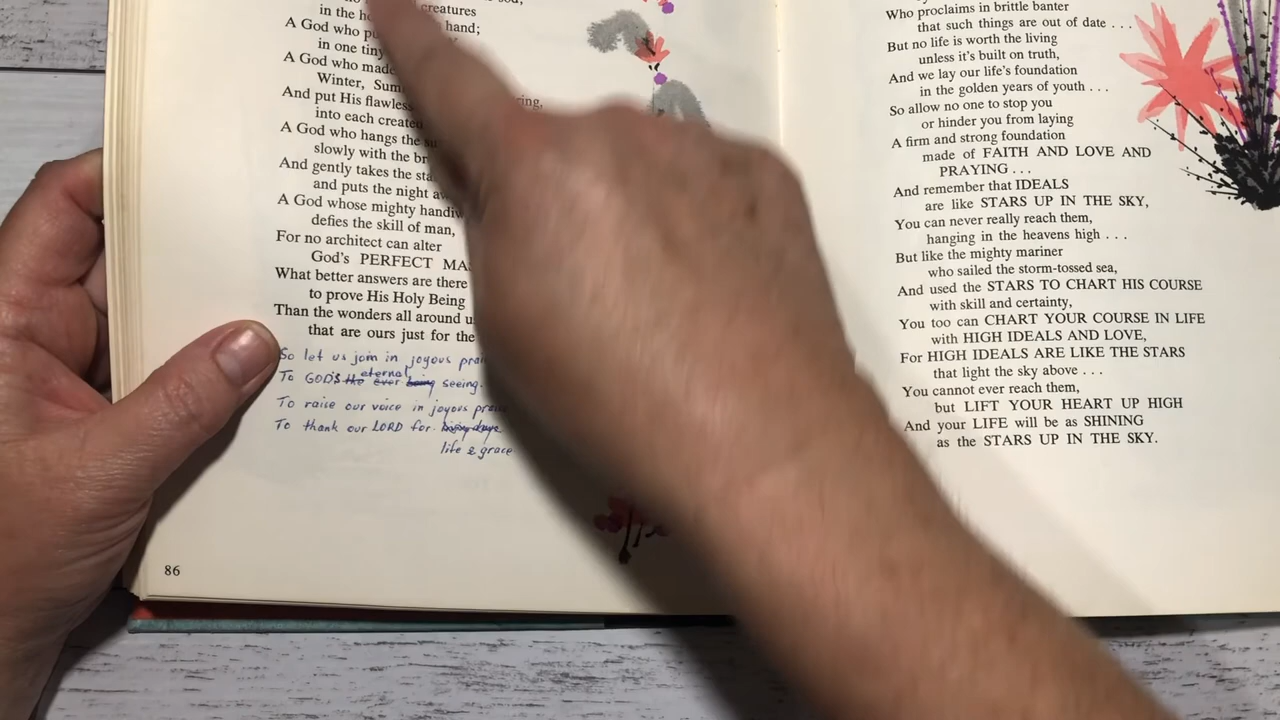 in the creatures
A God who hand;
in one tiny
A God who made
Winter,
And put His flawless
into each created
A God who hangs the
slowly with the
And gently takes the
and puts the night
A God whose mighty
defies the skill of man,
For no architect can alter
God's PERFECT
What better answers are there
to prove His Holy Being
Than the wonders all around
that are ours just for the
So let us join in joyous
To GOD'S the eternal ever being seeing.
To raise our voice in joyous
To thank our LORD for
life & grace
86
Who proclaims in brittle banter
that such things are out of date . . .
But no life is worth the living
unless it's built on truth,
And we lay our life's foundation
in the golden years of youth . . .
So allow no one to stop you
or hinder you from laying
A firm and strong foundation
made of FAITH AND LOVE AND
PRAYING . . .
And remember that IDEALS
are like STARS UP IN THE SKY,
You can never really reach them,
hanging in the heavens high . . .
But like the mighty mariner
who sailed the storm-tossed sea,
And used the STARS TO CHART HIS COURSE
with skill and certainty,
You too can CHART YOUR COURSE IN LIFE
with HIGH IDEALS AND LOVE,
For HIGH IDEALS ARE LIKE THE STARS
that light the sky above . . .
You cannot ever reach them,
but LIFT YOUR HEART UP HIGH
And your LIFE will be as SHINING
as the STARS UP IN THE SKY.